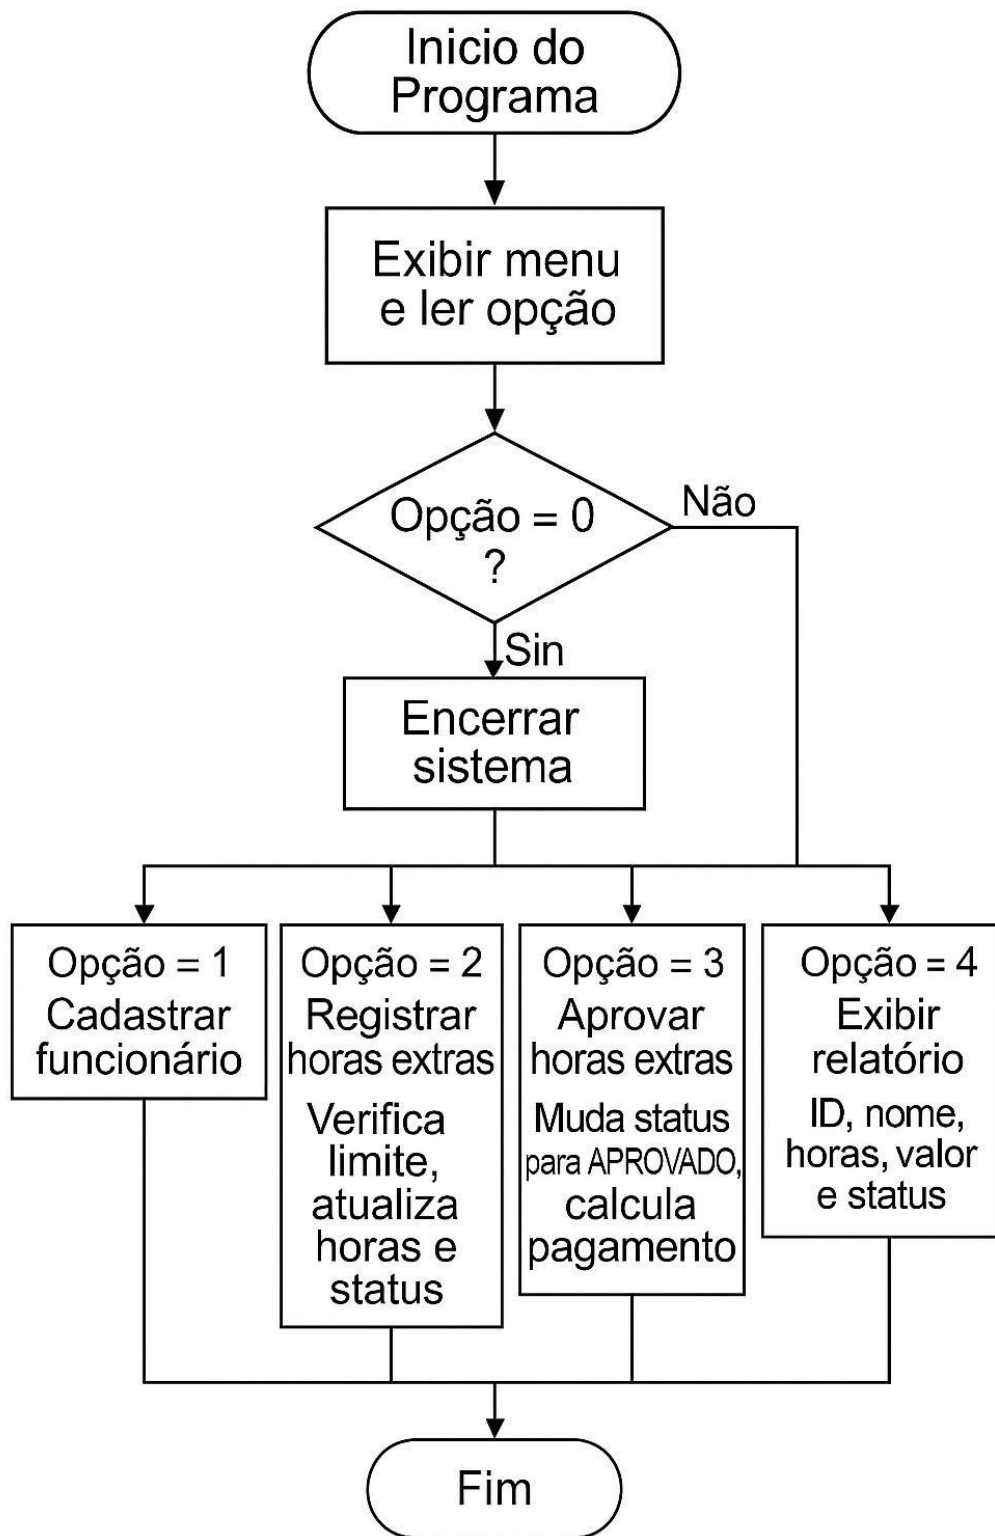 Inicio do
Programa
Exibir menu
e ler opção
Opção = 0
?
Não
Sin
Encerrar
sistema
Opção = 1
Cadastrar
funcionário
Opção = 2
Registrar
horas extras
Verifica
limite,
atualiza
horas e
status
Opção = 3
Aprovar
horas extras
Muda status
para APROVADO,
calcula
pagamento
Opção = 4
Exibir
relatório
ID, nome,
horas, valor
e status
Fim